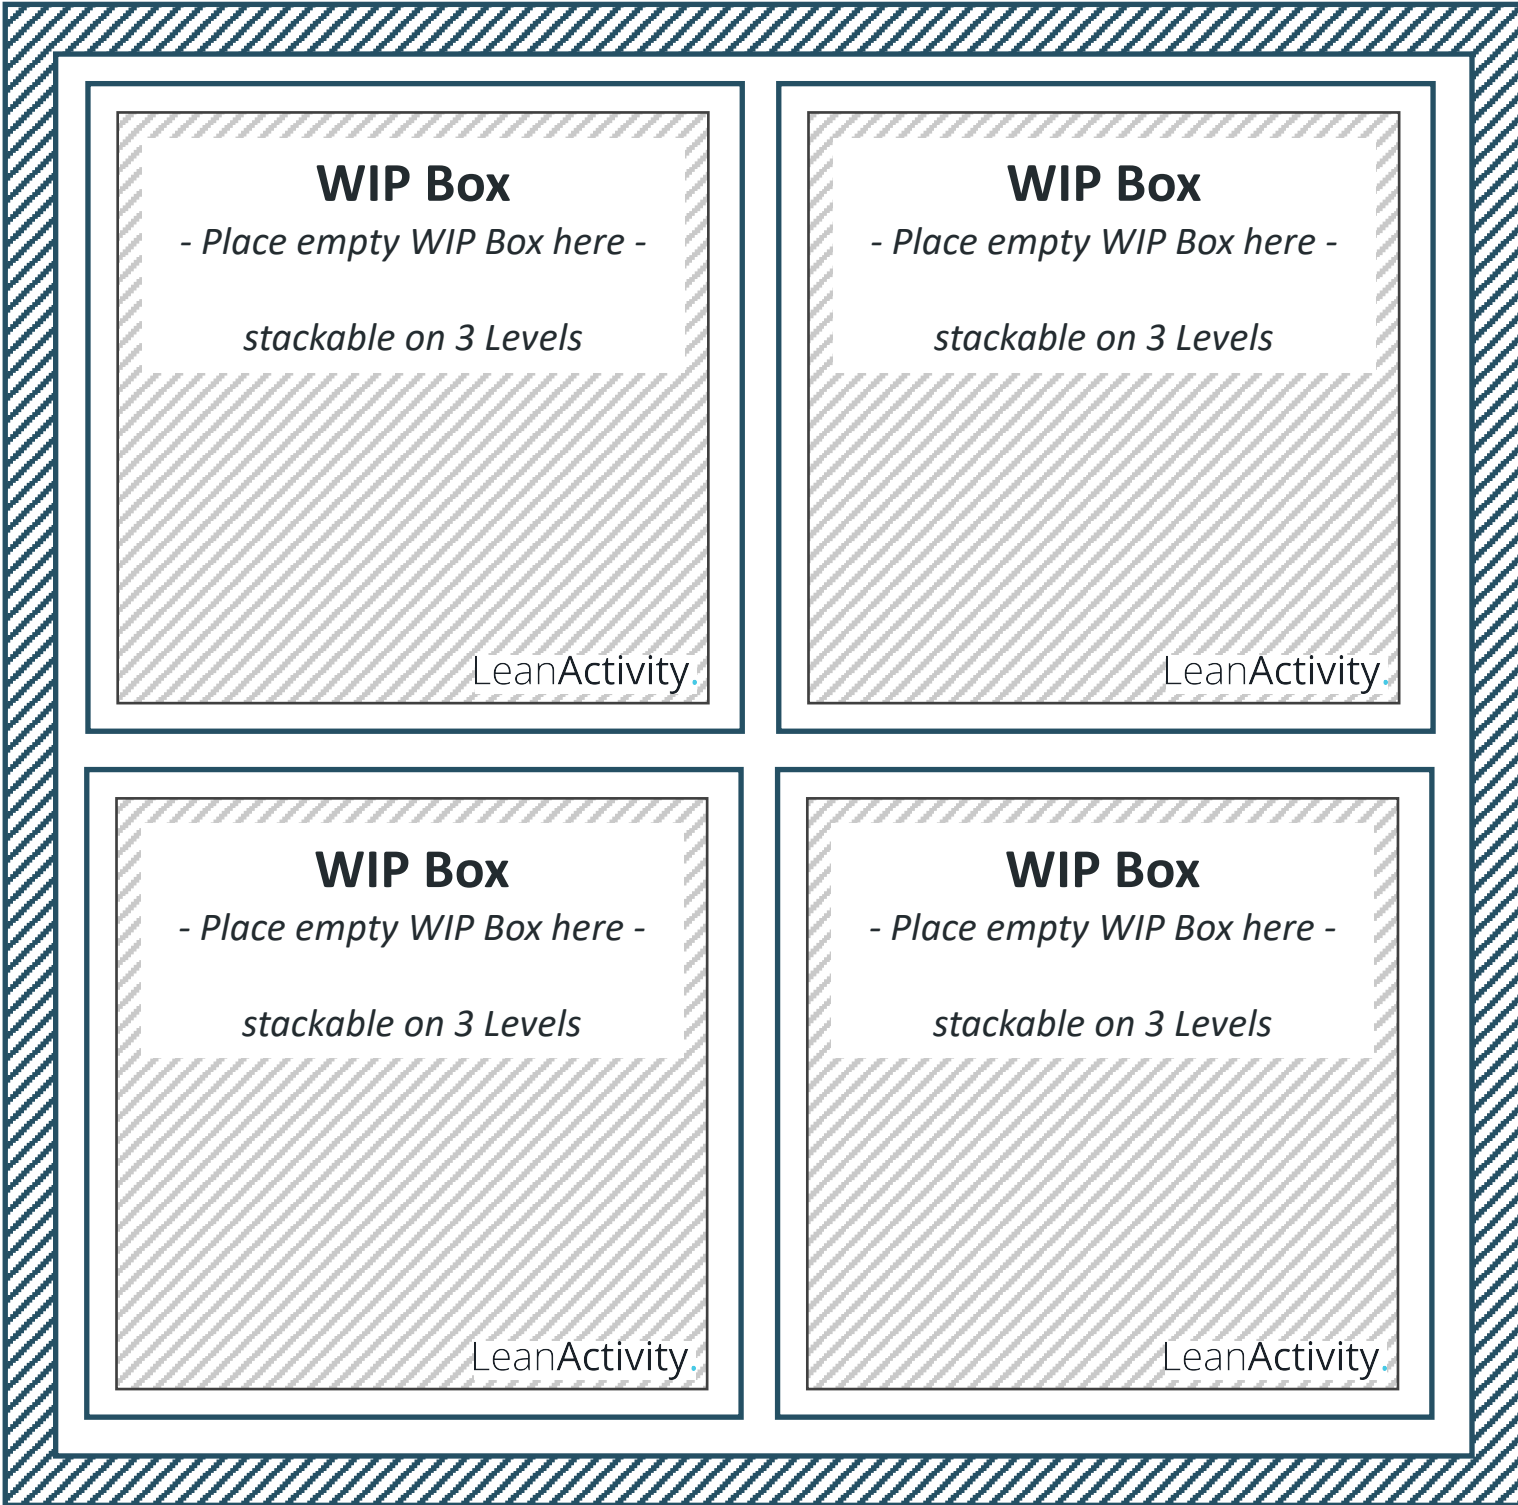 WIP Box
- Place empty WIP Box here -
stackable on 3 Levels
LeanActivity.
WIP Box
- Place empty WIP Box here -
stackable on 3 Levels
LeanActivity.
WIP Box
- Place empty WIP Box here -
stackable on 3 Levels
LeanActivity.
WIP Box
- Place empty WIP Box here -
stackable on 3 Levels
LeanActivity.